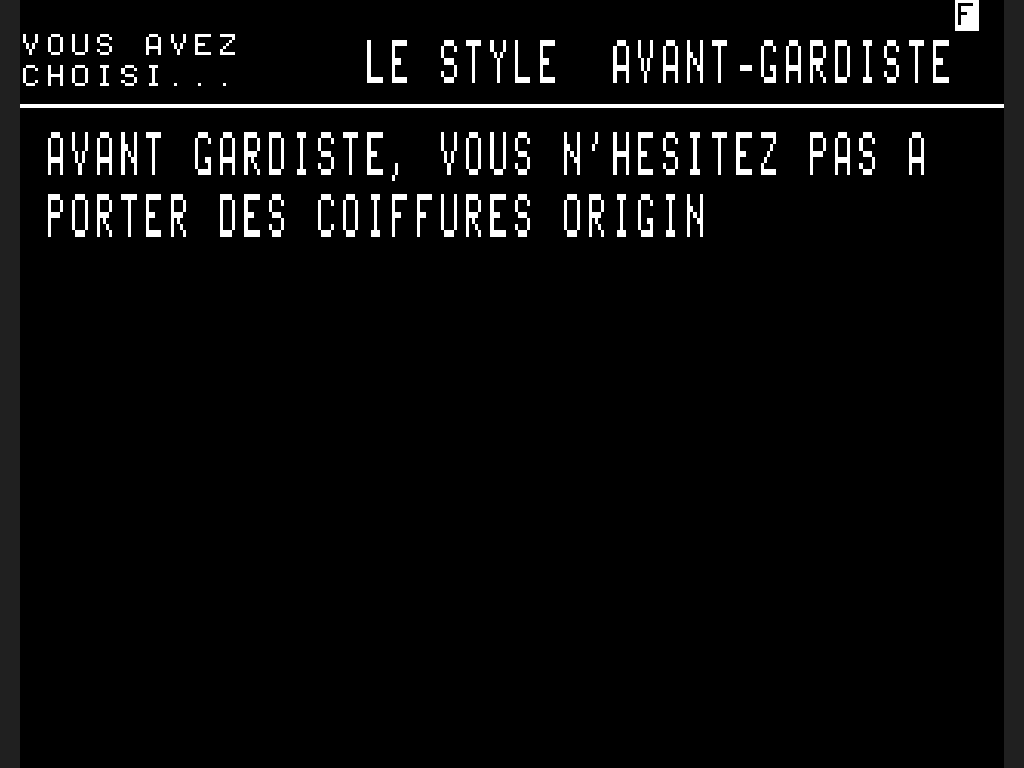 F
VOUS AVEZ
CHOISI...
LE STYLE AVANT-GARDISTE
AVANT GARDISTE, VOUS N'HESITEZ PAS A
PORTER DES COIFFURES ORIGIN